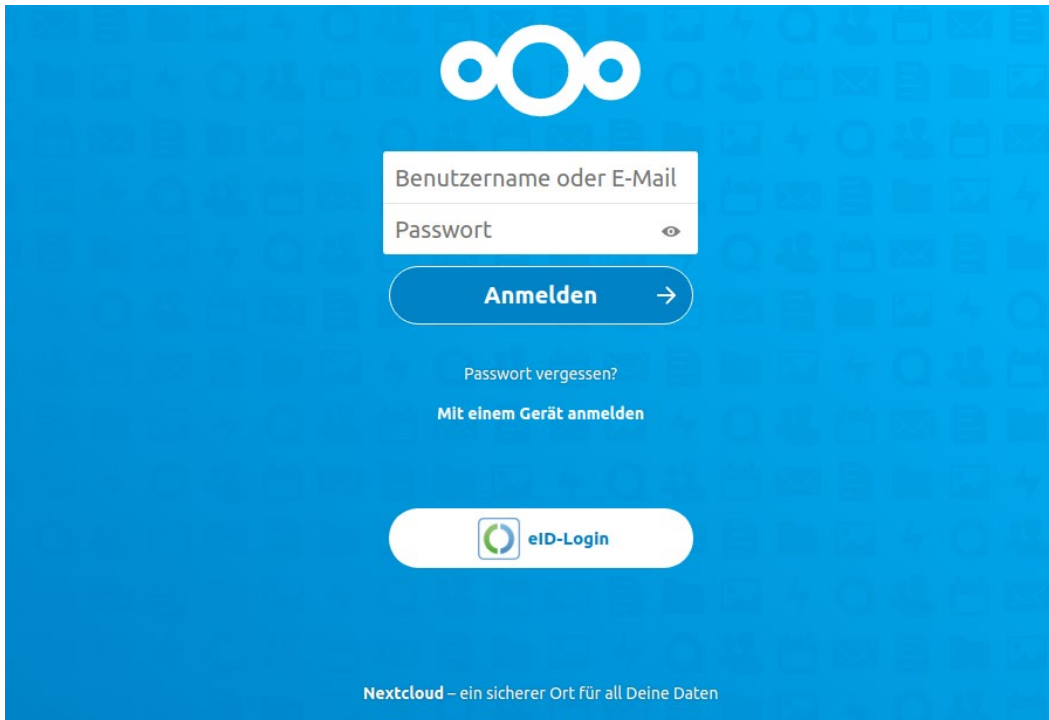 Benutzername oder E-Mail
Passwort
Anmelden
Passwort vergessen?
Mit einem Gerät anmelden
eID-Login
Nextcloud – ein sicherer Ort für all Deine Daten